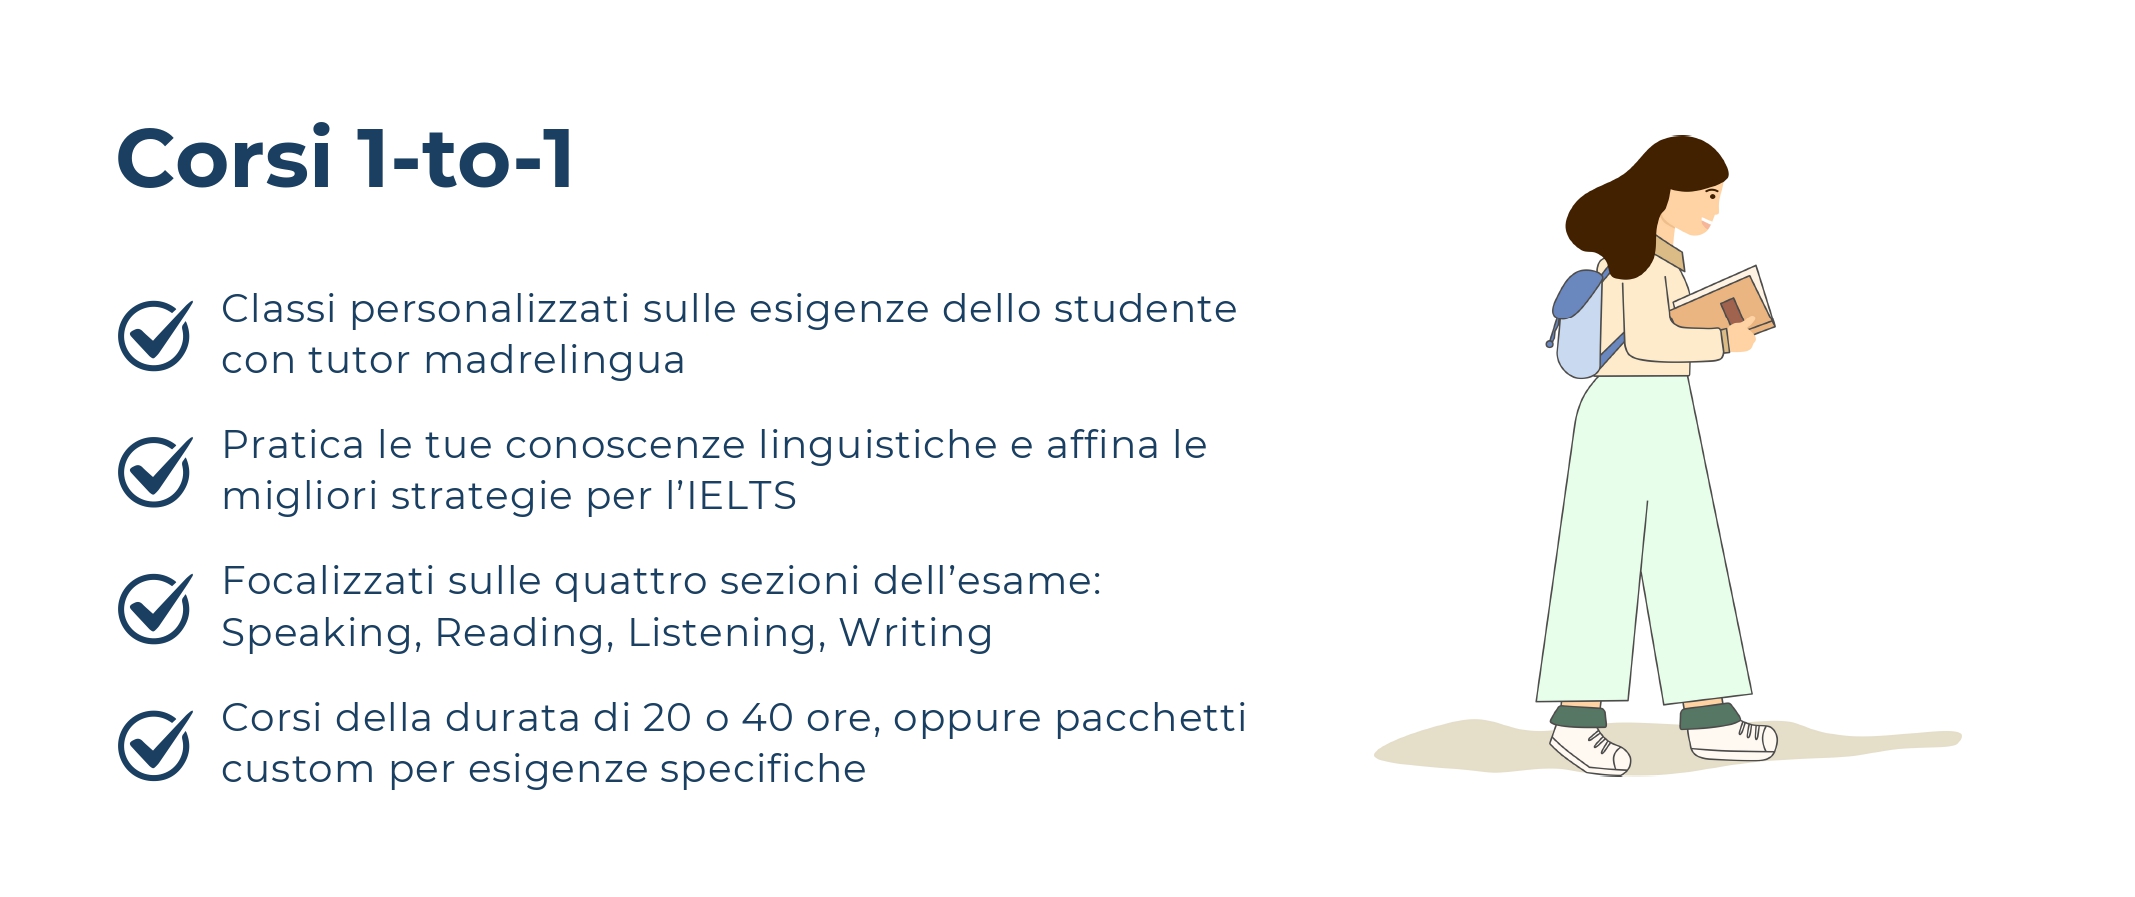 Corsi 1-to-1
Classi personalizzati sulle esigenze dello studente
con tutor madrelingua
Pratica le tue conoscenze linguistiche e affina le
migliori strategie per l’IELTS
Focalizzati sulle quattro sezioni dell’esame:
Speaking, Reading, Listening, Writing
Corsi della durata di 20 o 40 ore, oppure pacchetti
custom per esigenze specifiche